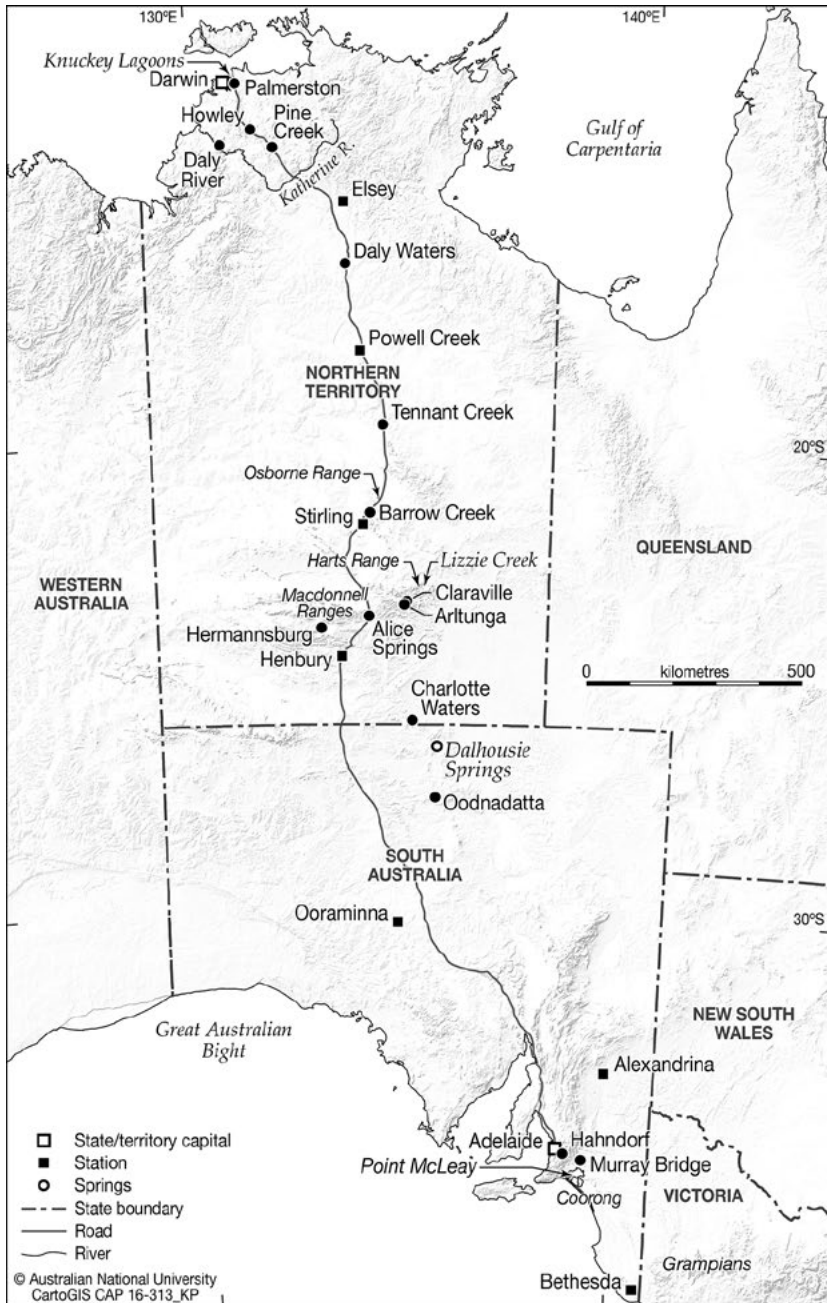 130°E
140°E
Knuckey Lagoons
Darwin
Palmerston
Howley
Pine
Creek
Daly
River
Katherine R.
Gulf of
Carpentaria
Elsey
Daly Waters
Powell Creek
NORTHERN
TERRITORY
Tennant Creek
20°S
Osborne Range
Barrow Creek
Stirling
QUEENSLAND
Harts Range
Lizzie Creek
WESTERN
AUSTRALIA
Claraville
Macdonnell
Ranges
Arltunga
Hermannsburg
Alice
Springs
Henbury
0 kilometres 500
Charlotte
Waters
Dalhousie
Springs
Oodnadatta
SOUTH
AUSTRALIA
Ooraminna
30°S
Great Australian
Bight
NEW SOUTH
WALES
Alexandrina
Adelaide
Hahndorf
Point McLeay
Murray Bridge
Coorong
VICTORIA
Grampians
Bethesda
State/territory capital
Station
Springs
State boundary
Road
River
© Australian National University
CartoGIS CAP 16-313_KP